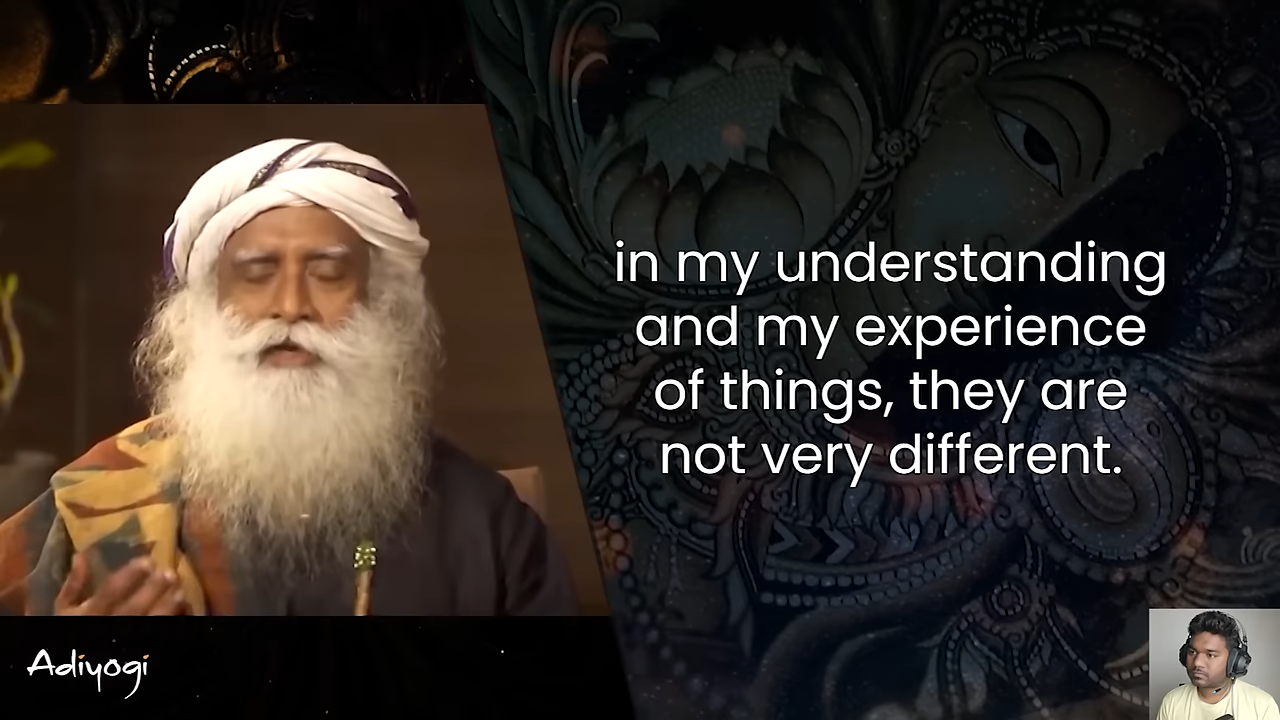 in my understanding
and my experience
of things, they are
not very different.
Adiyogi